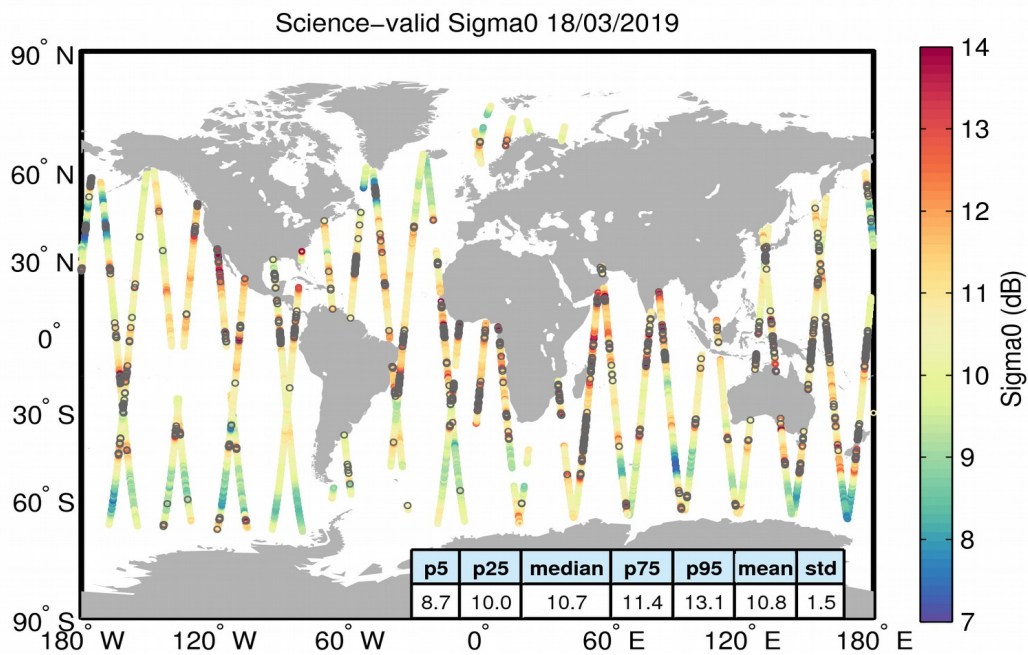 Science−valid Sigma0 18/03/2019
90° N
60° N
30° N
0°
30° S
60° S
90° S
180° W
120° W
60° W
0°
60° E
120° E
180° E
p5 p25 median p75 p95 mean std
8.7 10.0 10.7 11.4 13.1 10.8 1.5
14
13
12
11
10
9
8
7
Sigma0 (dB)